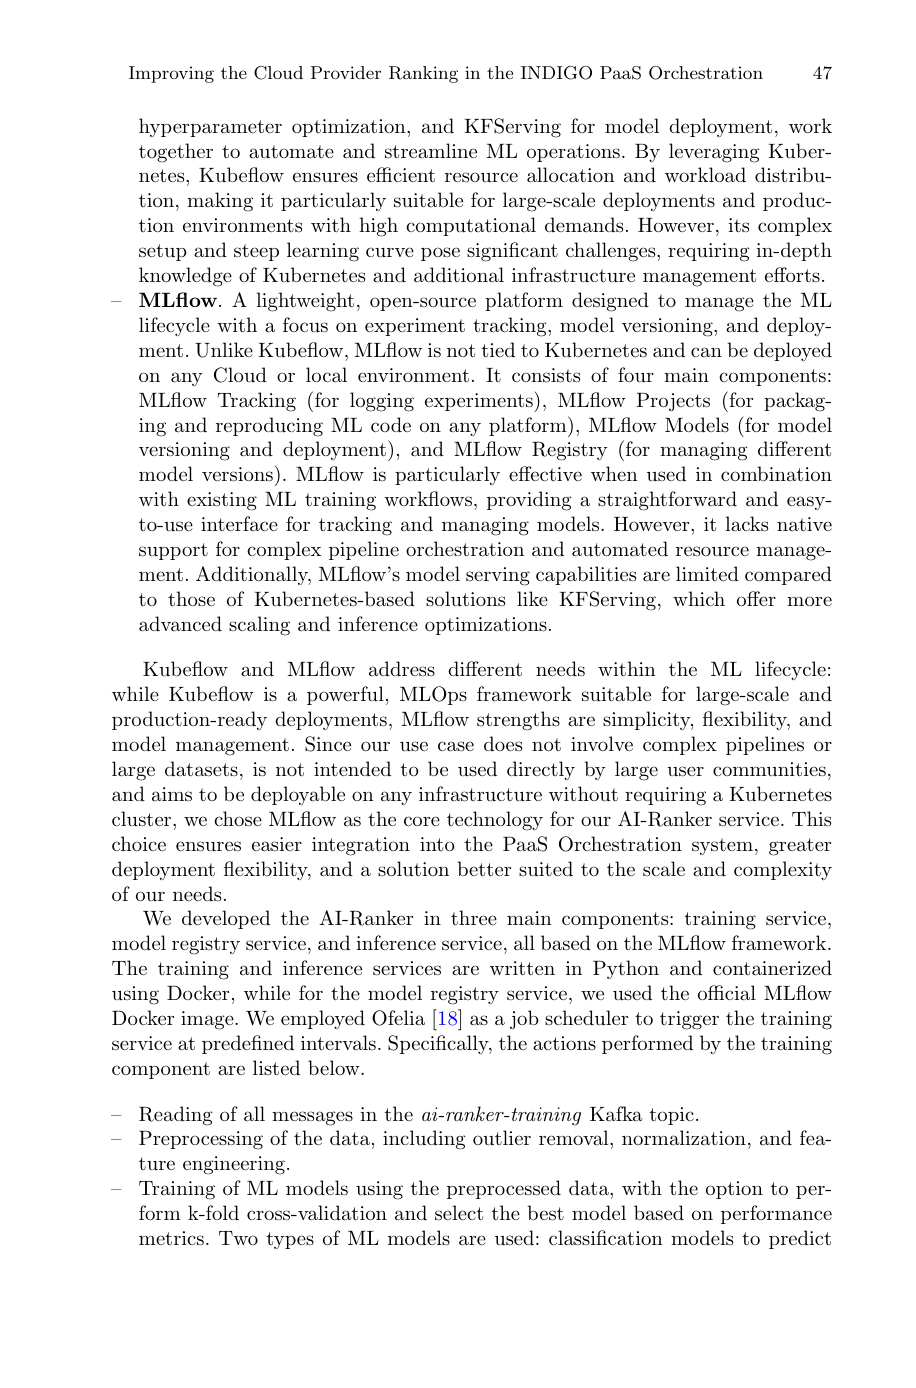 Improving the Cloud Provider Ranking in the INDIGO PaaS Orchestration 47
hyperparameter optimization, and KFServing for model deployment, work
together to automate and streamline ML operations. By leveraging Kuber-
netes, Kubeflow ensures efficient resource allocation and workload distribu-
tion, making it particularly suitable for large-scale deployments and produc-
tion environments with high computational demands. However, its complex
setup and steep learning curve pose significant challenges, requiring in-depth
knowledge of Kubernetes and additional infrastructure management efforts.
– MLflow. A lightweight, open-source platform designed to manage the ML
lifecycle with a focus on experiment tracking, model versioning, and deploy-
ment. Unlike Kubeflow, MLflow is not tied to Kubernetes and can be deployed
on any Cloud or local environment. It consists of four main components:
MLflow Tracking (for logging experiments), MLflow Projects (for packag-
ing and reproducing ML code on any platform), MLflow Models (for model
versioning and deployment), and MLflow Registry (for managing different
model versions). MLflow is particularly effective when used in combination
with existing ML training workflows, providing a straightforward and easy-
to-use interface for tracking and managing models. However, it lacks native
support for complex pipeline orchestration and automated resource manage-
ment. Additionally, MLflow's model serving capabilities are limited compared
to those of Kubernetes-based solutions like KFServing, which offer more
advanced scaling and inference optimizations.
Kubeflow and MLflow address different needs within the ML lifecycle:
while Kubeflow is a powerful, MLOps framework suitable for large-scale and
production-ready deployments, MLflow strengths are simplicity, flexibility, and
model management. Since our use case does not involve complex pipelines or
large datasets, is not intended to be used directly by large user communities,
and aims to be deployable on any infrastructure without requiring a Kubernetes
cluster, we chose MLflow as the core technology for our AI-Ranker service. This
choice ensures easier integration into the PaaS Orchestration system, greater
deployment flexibility, and a solution better suited to the scale and complexity
of our needs.
We developed the AI-Ranker in three main components: training service,
model registry service, and inference service, all based on the MLflow framework.
The training and inference services are written in Python and containerized
using Docker, while for the model registry service, we used the official MLflow
Docker image. We employed Ofelia [18] as a job scheduler to trigger the training
service at predefined intervals. Specifically, the actions performed by the training
component are listed below.
– Reading of all messages in the ai-ranker-training Kafka topic.
– Preprocessing of the data, including outlier removal, normalization, and fea-
ture engineering.
– Training of ML models using the preprocessed data, with the option to per-
form k-fold cross-validation and select the best model based on performance
metrics. Two types of ML models are used: classification models to predict